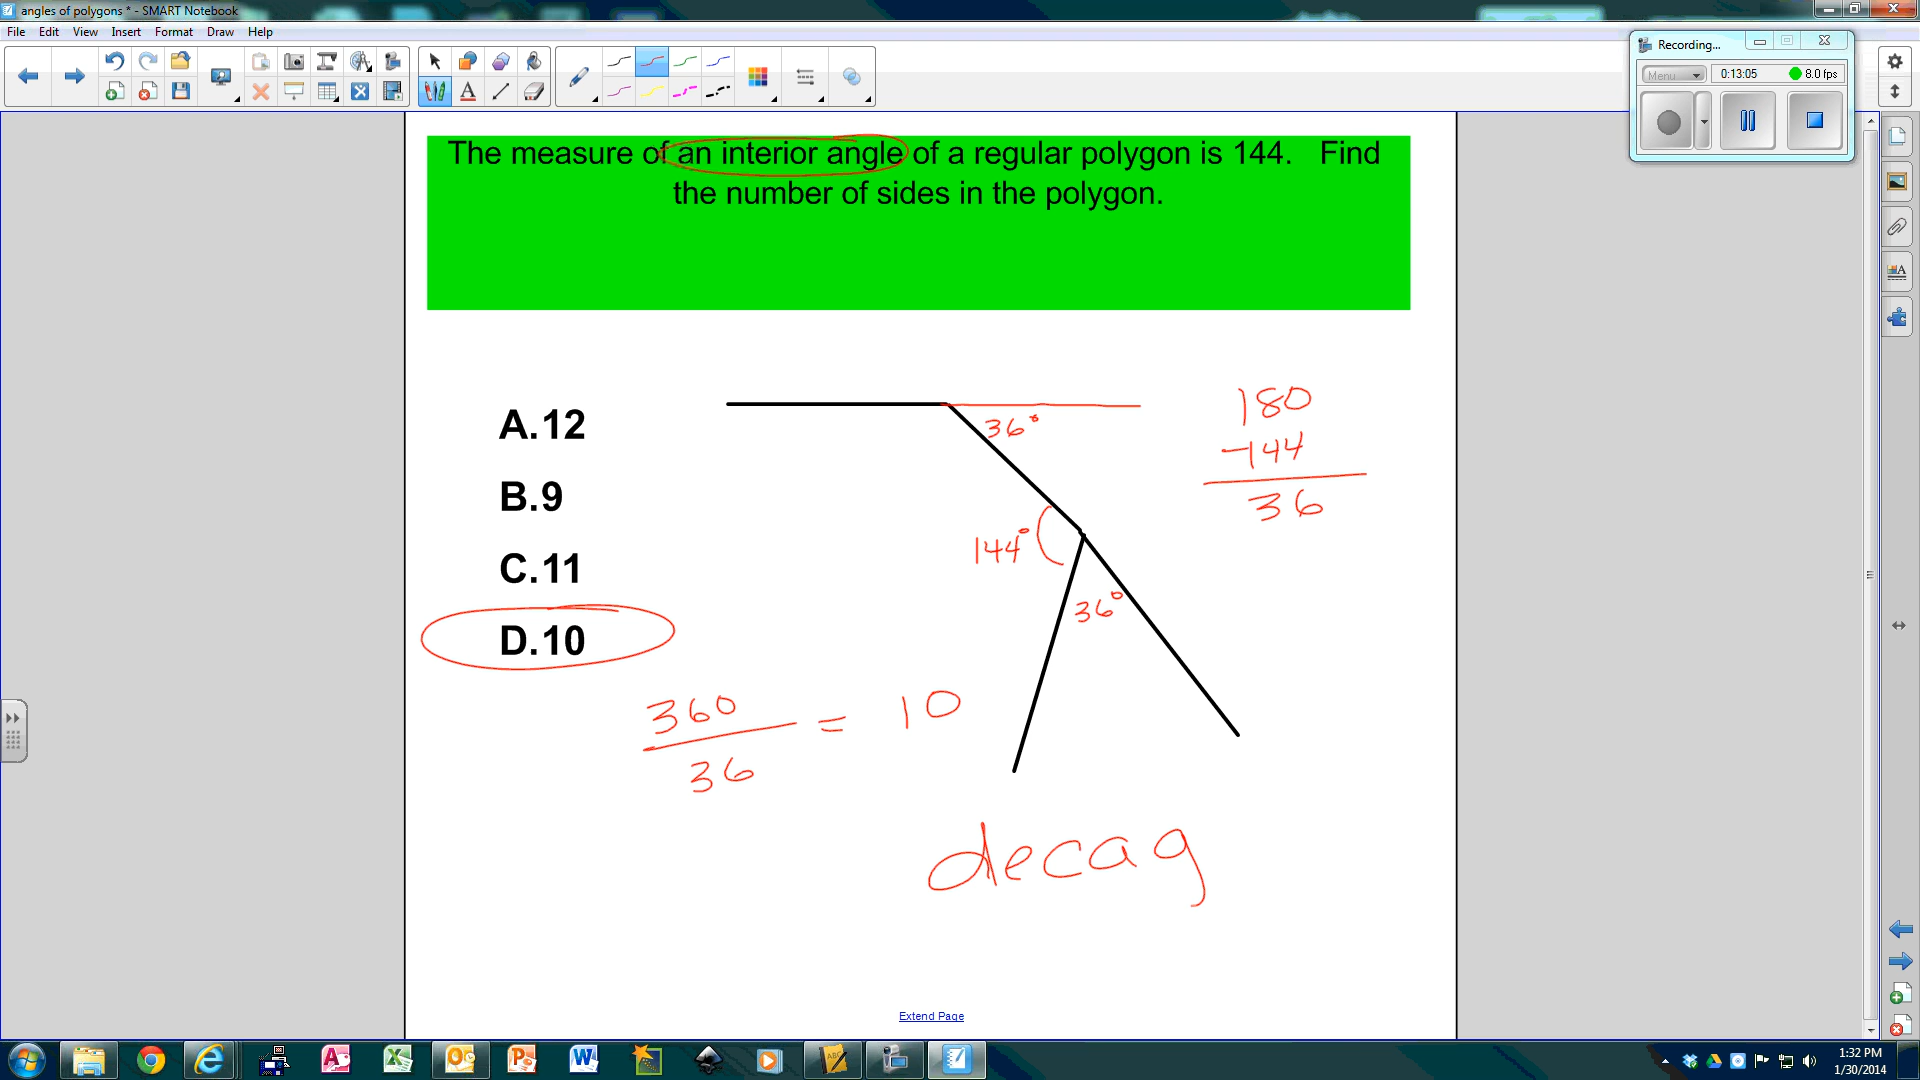 angles of polygons * - SMART Notebook
File Edit View Insert Format Draw Help
Recording...
Menu
0:13:05
8.0 fps
The measure of an interior angle of a regular polygon is 144. Find
the number of sides in the polygon.
A.12
B.9
C.11
D.10
36°
144°
36°
180
-144
36
360
36
= 10
decag
Extend Page
1:32 PM
1/30/2014